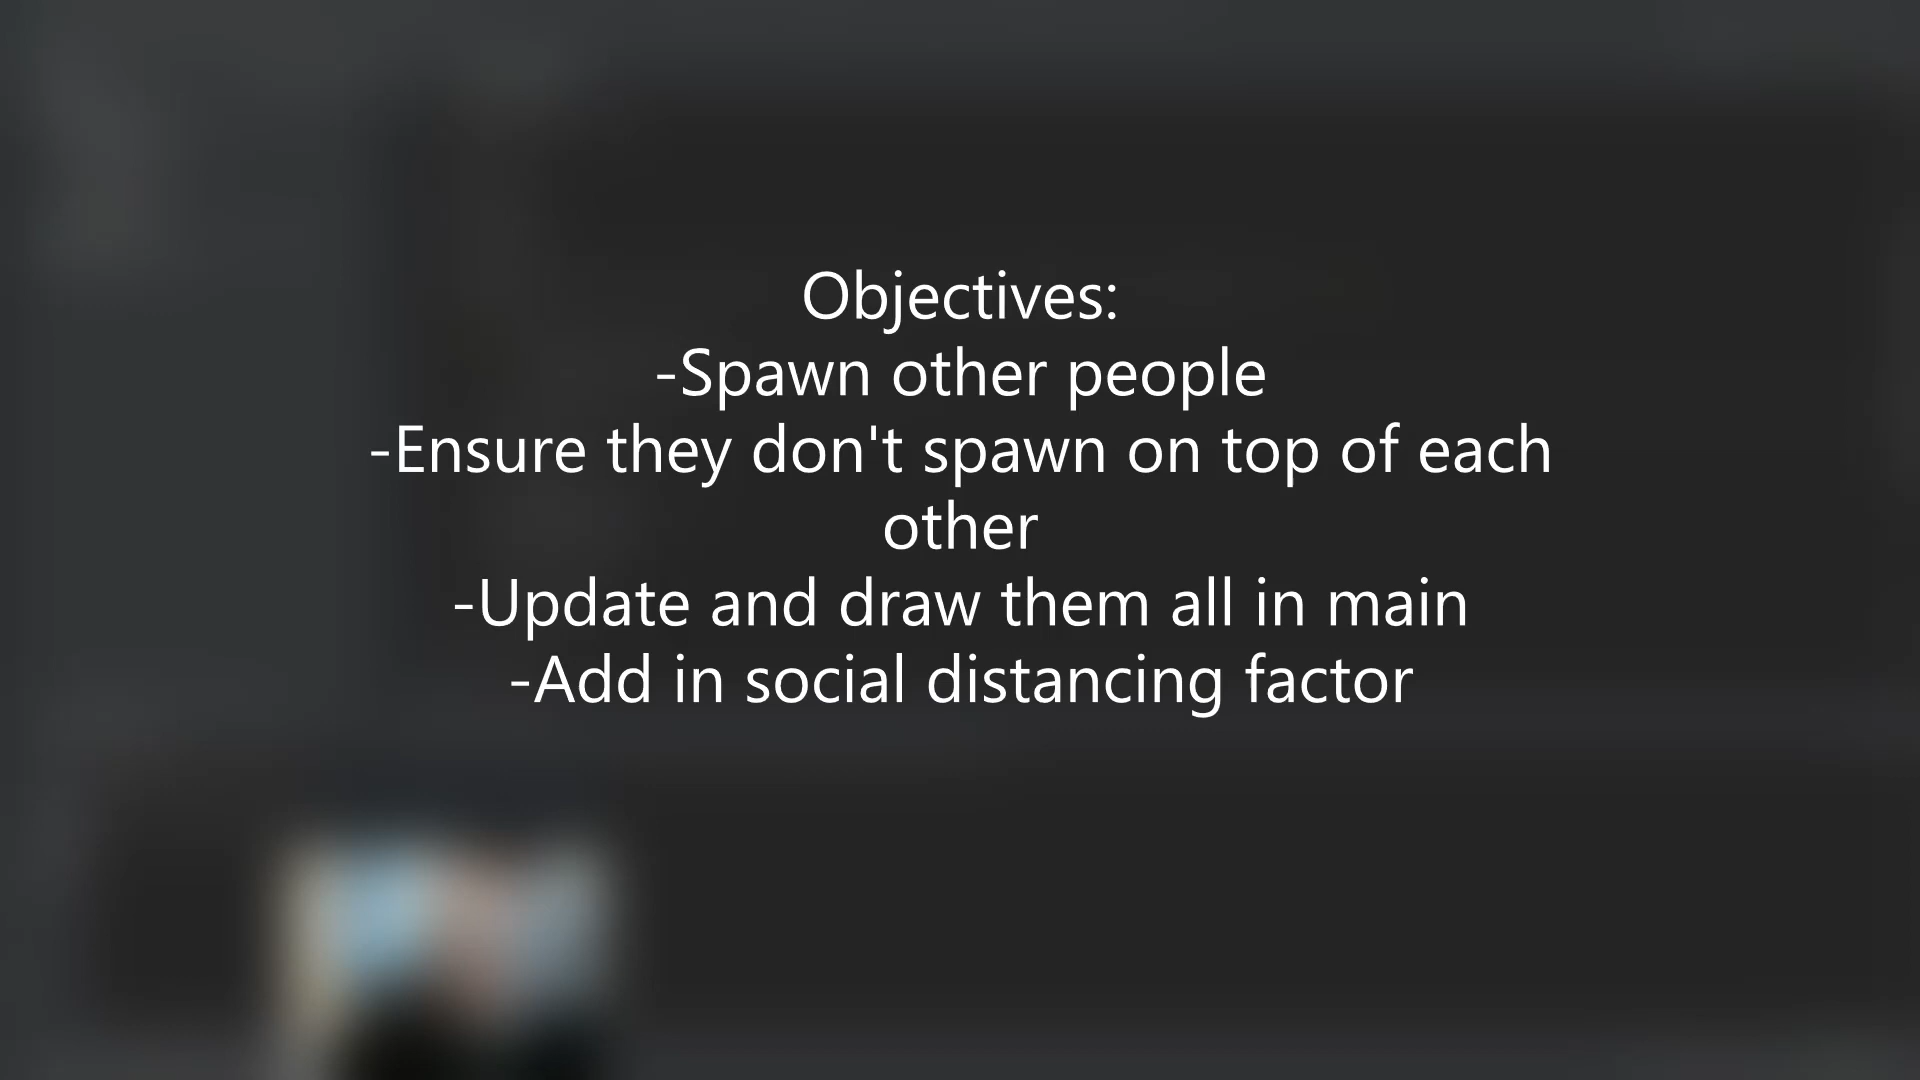 Objectives:
-Spawn other people
-Ensure they don't spawn on top of each
other
-Update and draw them all in main
-Add in social distancing factor